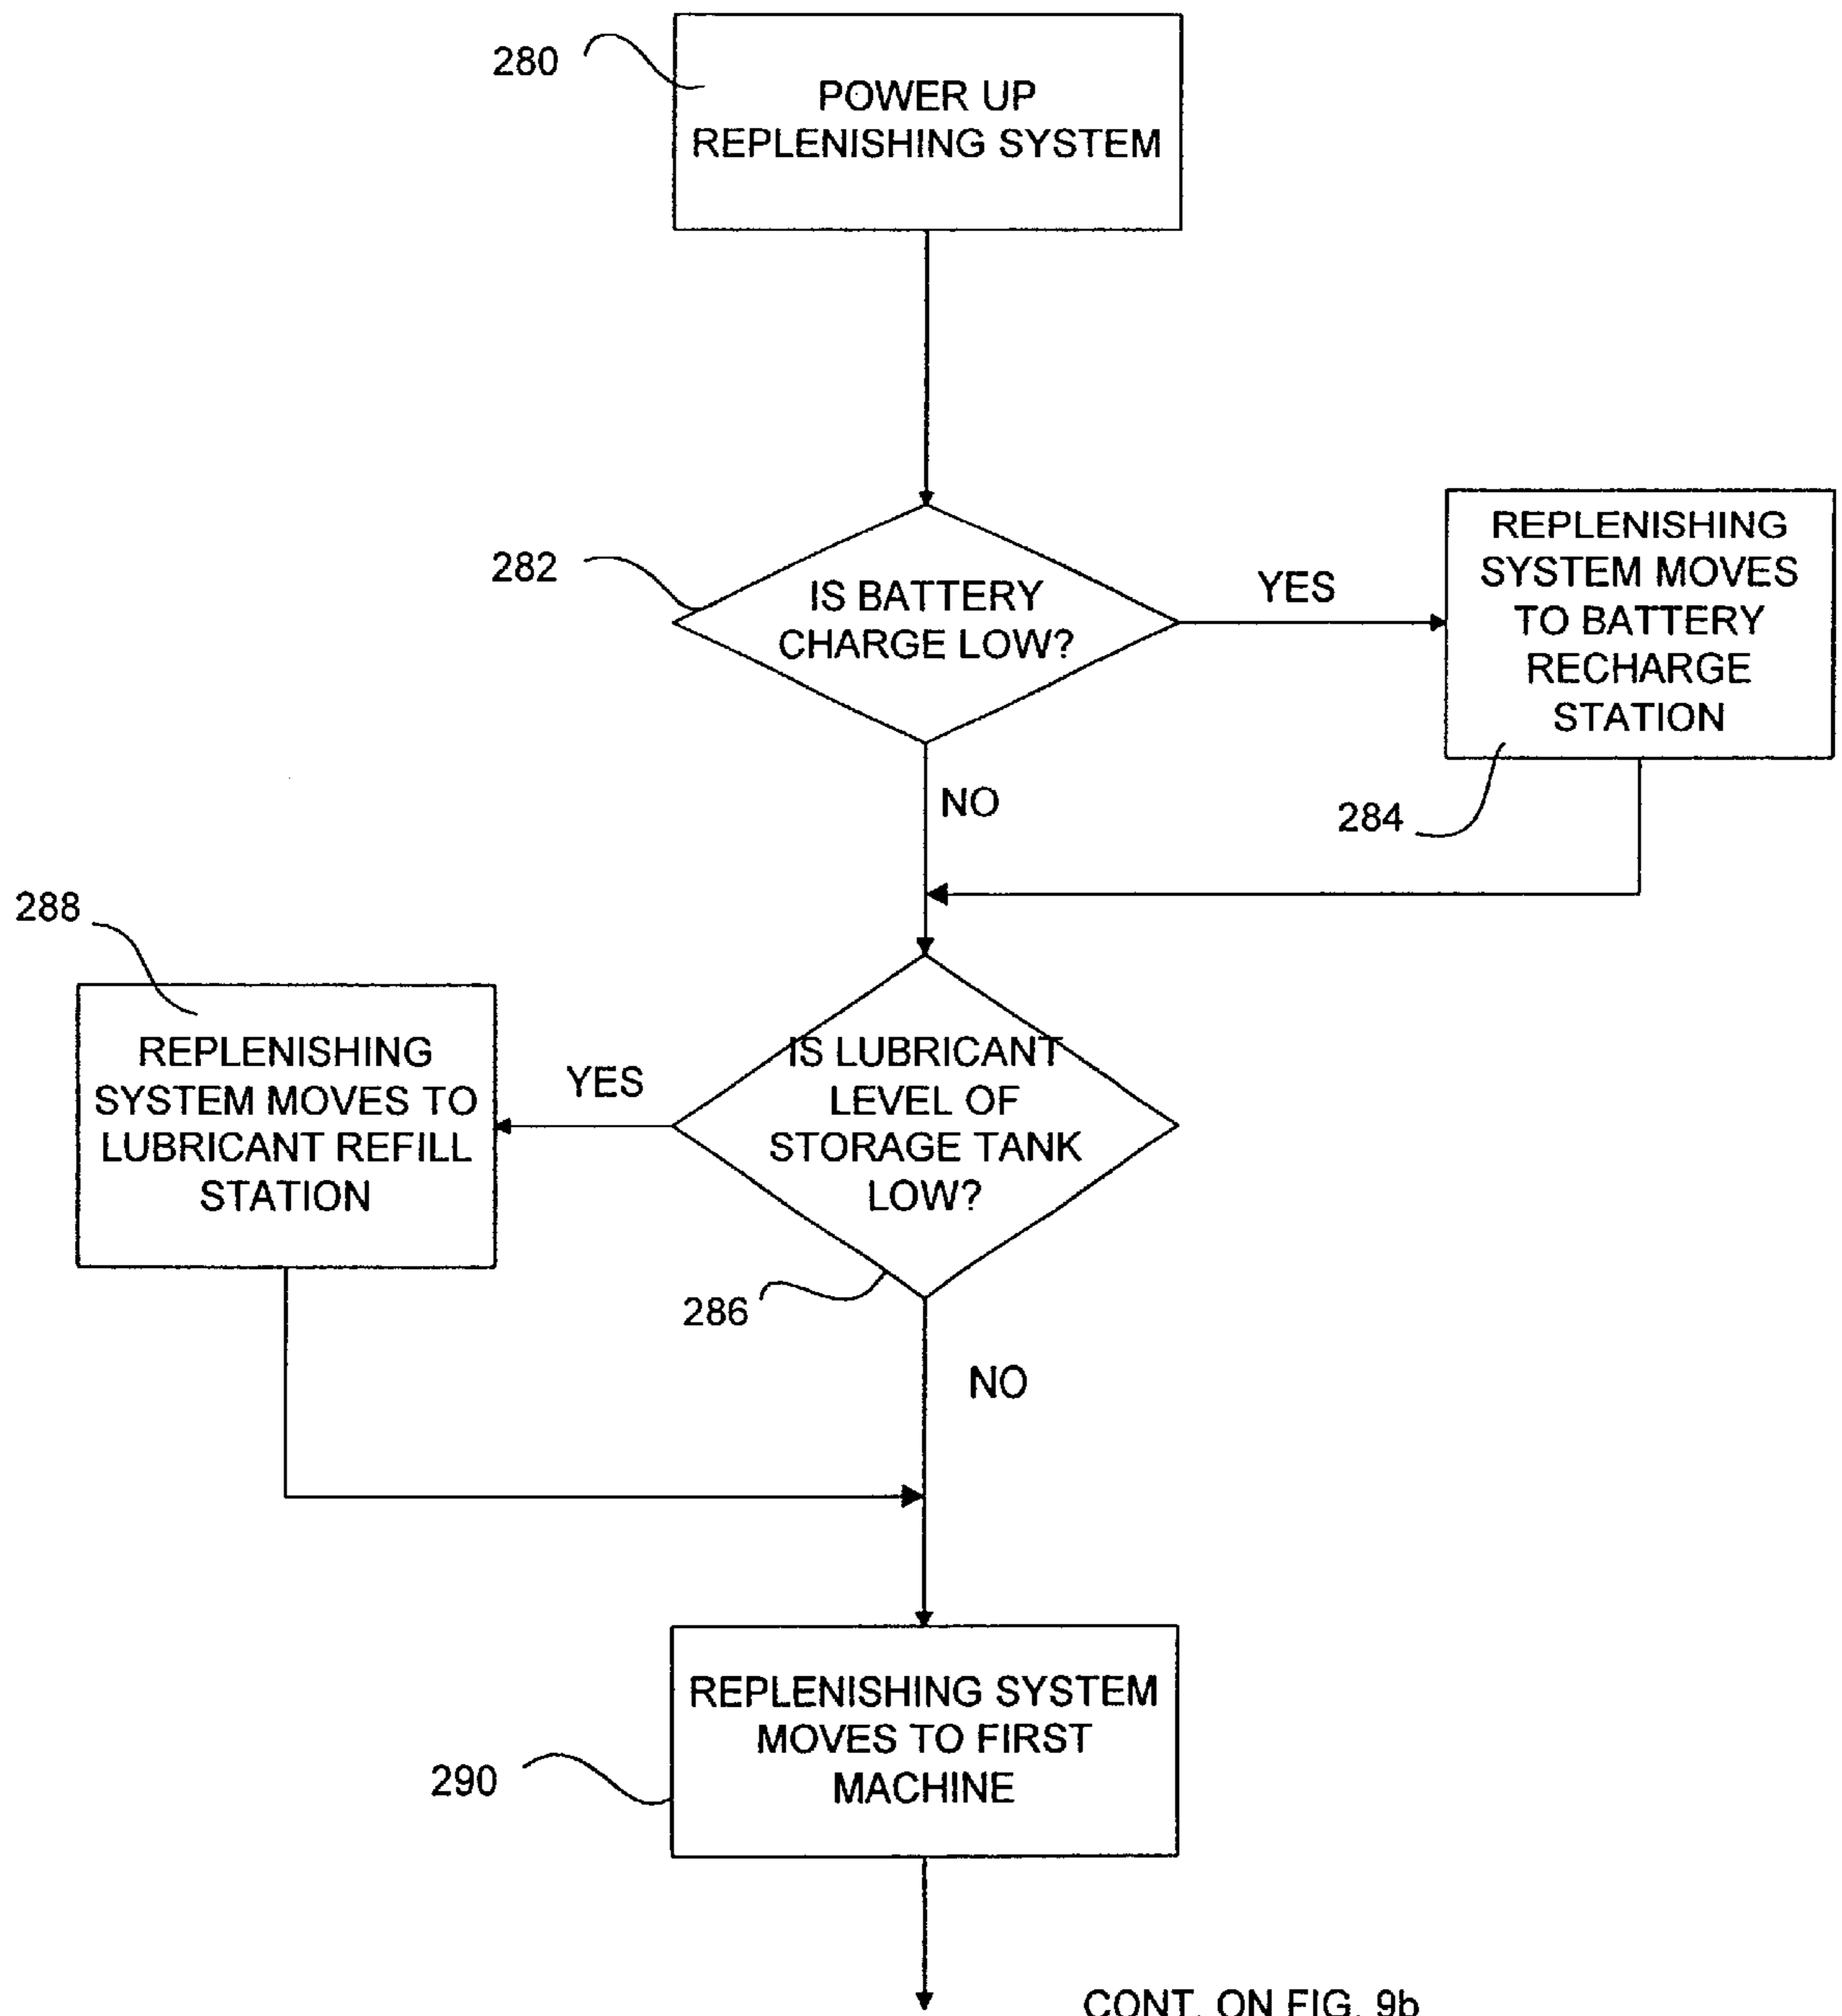 280
POWER UP
REPLENISHING SYSTEM
282
IS BATTERY
CHARGE LOW?
YES
REPLENISHING
SYSTEM MOVES
TO BATTERY
RECHARGE
STATION
284
NO
288
REPLENISHING
SYSTEM MOVES TO
LUBRICANT REFILL
STATION
YES
IS LUBRICANT
LEVEL OF
STORAGE TANK
LOW?
286
NO
REPLENISHING SYSTEM
MOVES TO FIRST
MACHINE
290
CONT. ON FIG. 9b